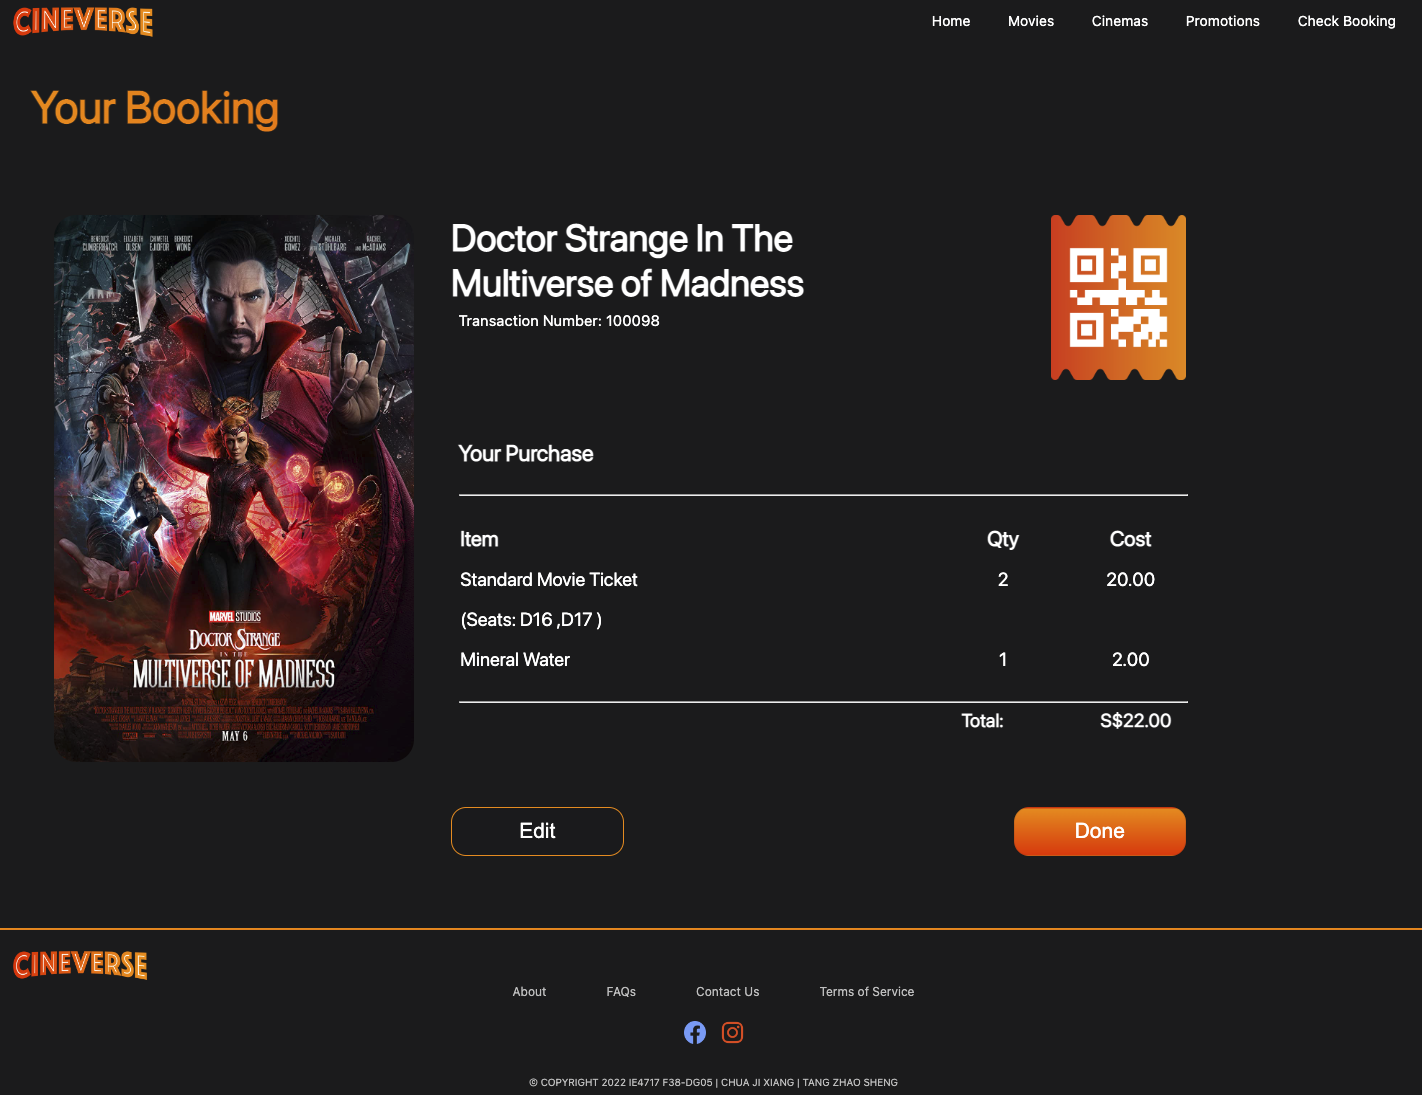 CINEVERSE
Home Movies Cinemas Promotions Check Booking
Your Booking
BENEDICT CUMBERBATCH ELIZABETH OLSEN CHIWETEL EJIOFOR BENEDICT WONG XOCHITL GOMEZ MICHAEL STUHLBARG RACHEL McADAMS
MARVEL STUDIOS
DOCTOR STRANGE
IN THE
MULTIVERSE OF MADNESS
MAY 6
Doctor Strange In The
Multiverse of Madness
Transaction Number: 100098
Your Purchase
Item Qty Cost
Standard Movie Ticket 2 20.00
(Seats: D16 ,D17 )
Mineral Water 1 2.00
Total: S$22.00
Edit Done
CINEVERSE
About FAQs Contact Us Terms of Service
© COPYRIGHT 2022 IE4717 F38-DG05 | CHUA JI XIANG | TANG ZHAO SHENG